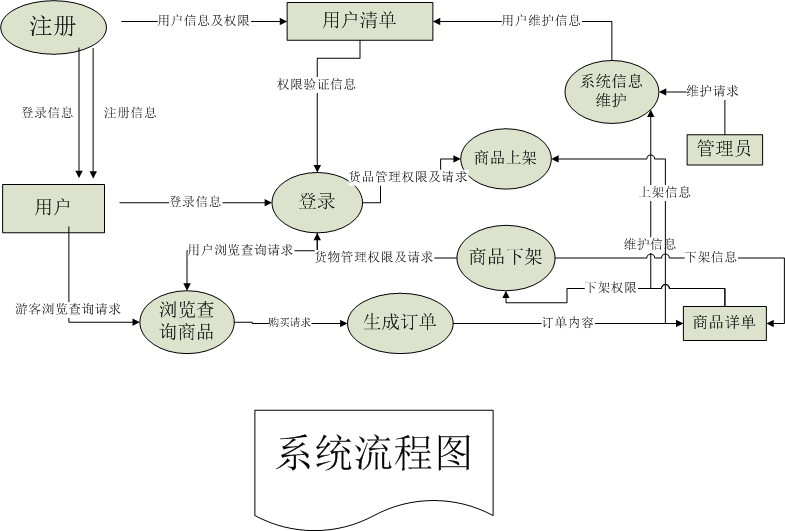 注册
用户信息及权限
用户清单
用户维护信息
系统信息
维护
维护请求
管理员
登录信息
注册信息
权限验证信息
商品上架
货品管理权限及请求
上架信息
用户
登录信息
登录
维护信息
用户浏览查询请求
货物管理权限及请求
商品下架
下架信息
下架权限
游客浏览查询请求
浏览查
询商品
购买请求
生成订单
订单内容
商品详单
系统流程图